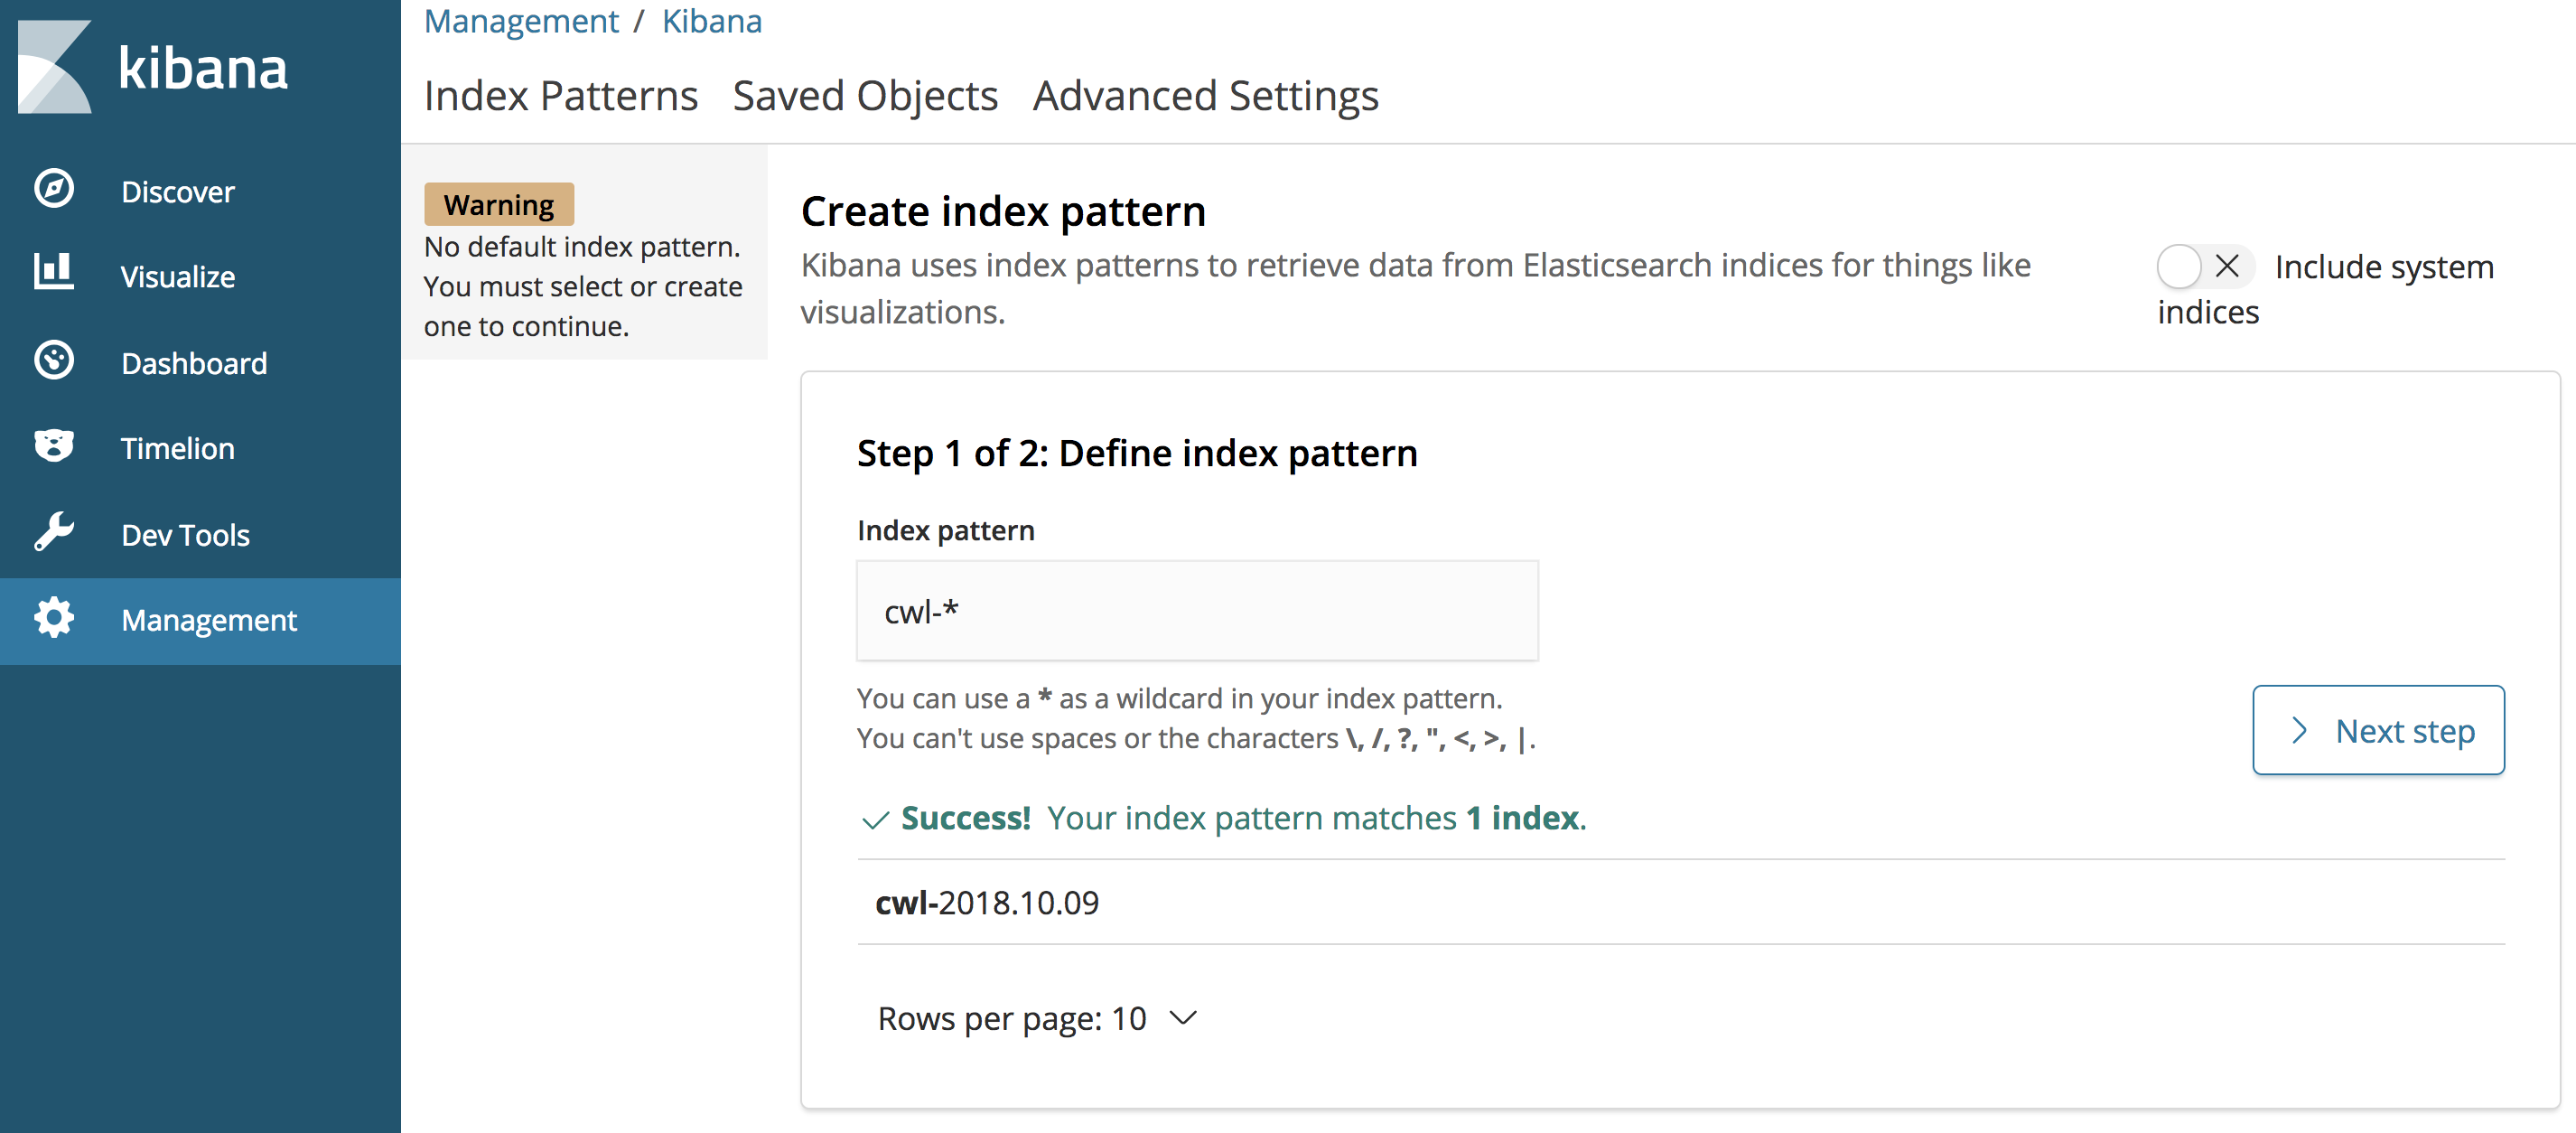 kibana
Discover
Visualize
Dashboard
Timelion
Dev Tools
Management
Management / Kibana
Index Patterns Saved Objects Advanced Settings
Warning
No default index pattern.
You must select or create
one to continue.
Create index pattern
Kibana uses index patterns to retrieve data from Elasticsearch indices for things like
visualizations.
Include system
indices
Step 1 of 2: Define index pattern
Index pattern
cwl-*
You can use a * as a wildcard in your index pattern.
You can't use spaces or the characters \, /, ?, ", <, >, |.
Next step
Success! Your index pattern matches 1 index.
cwl-2018.10.09
Rows per page: 10